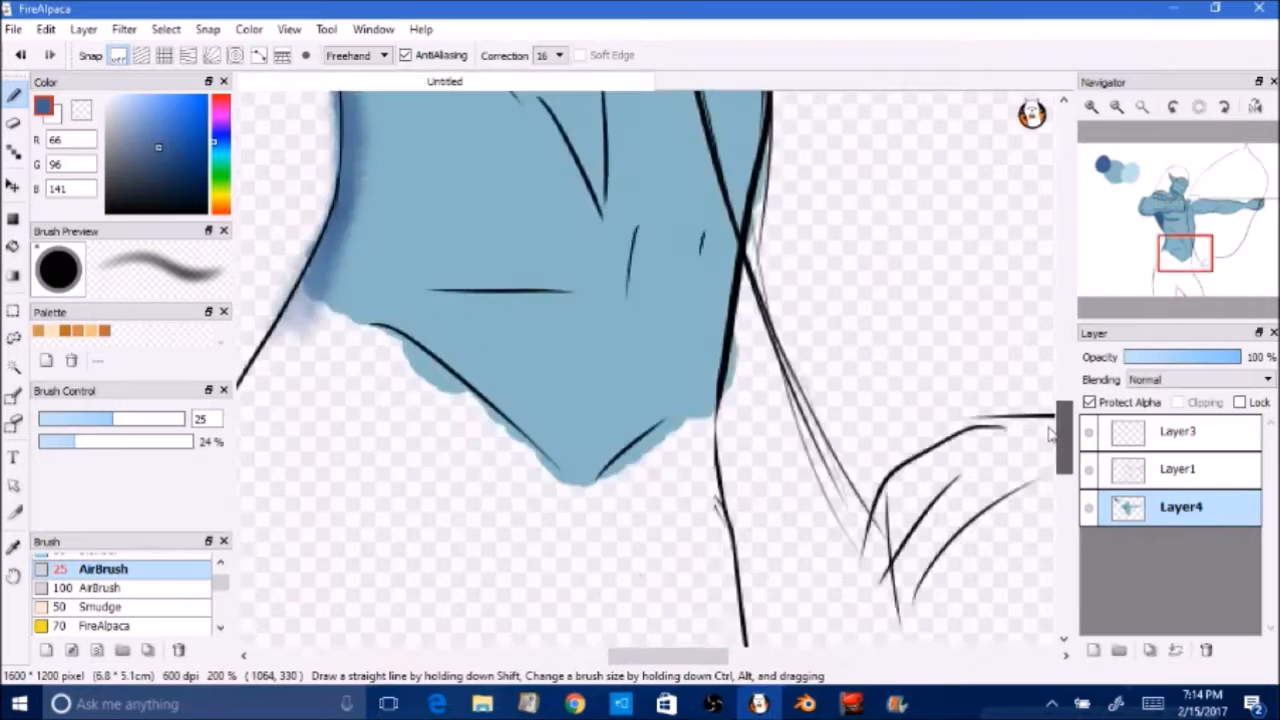 FireAlpaca
File Edit Layer Filter Select Snap Color View Tool Window Help
Snap off Freehand AntiAliasing Correction 16 Soft Edge
Color
Untitled
Navigator
R 66
G 96
B 141
Brush Preview
Palette
Layer
Opacity 100 %
Blending Normal
Protect Alpha Clipping Lock
Brush Control
25
24 %
Layer3
Layer1
Layer4
Brush
25 AirBrush
100 AirBrush
50 Smudge
70 FireAlpaca
1600 * 1200 pixel (6.8 * 5.1cm) 600 dpi 200 % ( 1064, 330 ) Draw a straight line by holding down Shift, Change a brush size by holding down Ctrl, Alt, and dragging
Ask me anything
7:14 PM
2/15/2017
2